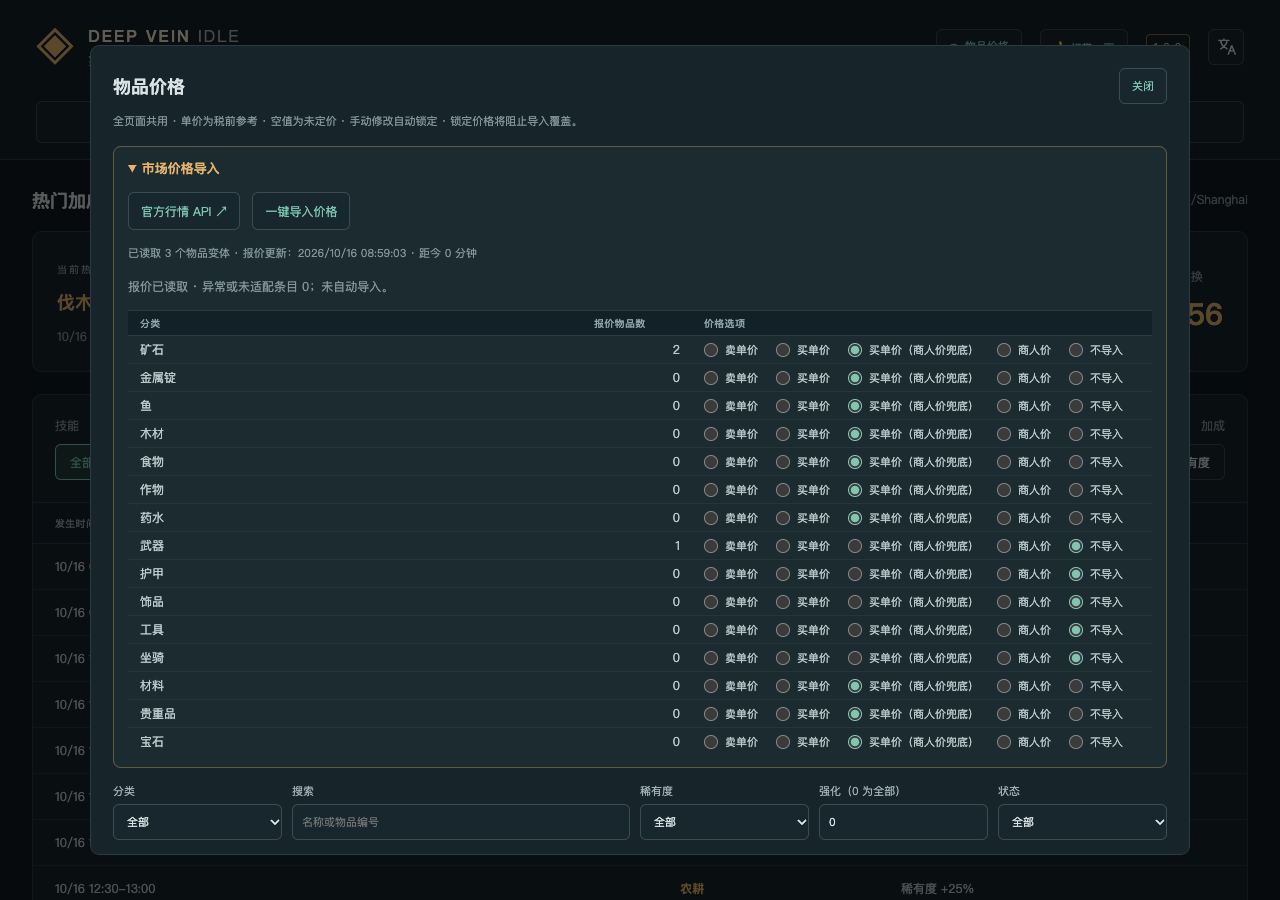 DEEP VEIN IDLE
物品价格
关闭
全页面共用 · 单价为税前参考 · 空值为未定价 · 手动修改自动锁定 · 锁定价格将阻止导入覆盖。
▼ 市场价格导入
官方行情 API ↗ 一键导入价格
已读取 3 个物品变体 · 报价更新：2026/10/16 08:59:03 · 距今 0 分钟
报价已读取 · 异常或未适配条目 0；未自动导入。
分类 报价物品数 价格选项
矿石 2 卖单价 买单价 买单价（商人价兜底） 商人价 不导入
金属锭 0 卖单价 买单价 买单价（商人价兜底） 商人价 不导入
鱼 0 卖单价 买单价 买单价（商人价兜底） 商人价 不导入
木材 0 卖单价 买单价 买单价（商人价兜底） 商人价 不导入
食物 0 卖单价 买单价 买单价（商人价兜底） 商人价 不导入
作物 0 卖单价 买单价 买单价（商人价兜底） 商人价 不导入
药水 0 卖单价 买单价 买单价（商人价兜底） 商人价 不导入
武器 1 卖单价 买单价 买单价（商人价兜底） 商人价 不导入
护甲 0 卖单价 买单价 买单价（商人价兜底） 商人价 不导入
饰品 0 卖单价 买单价 买单价（商人价兜底） 商人价 不导入
工具 0 卖单价 买单价 买单价（商人价兜底） 商人价 不导入
坐骑 0 卖单价 买单价 买单价（商人价兜底） 商人价 不导入
材料 0 卖单价 买单价 买单价（商人价兜底） 商人价 不导入
贵重品 0 卖单价 买单价 买单价（商人价兜底） 商人价 不导入
宝石 0 卖单价 买单价 买单价（商人价兜底） 商人价 不导入
分类 搜索 稀有度 强化（0 为全部） 状态
全部 名称或物品编号 全部 0 全部
热门加
/Shanghai
当前热
换
伐木
56
10/16
技能
加成
全部
有度
发生时间
10/16
10/16
10/16
10/16
10/16
10/16
10/16
10/16 12:30–13:00 农耕 稀有度 +25%